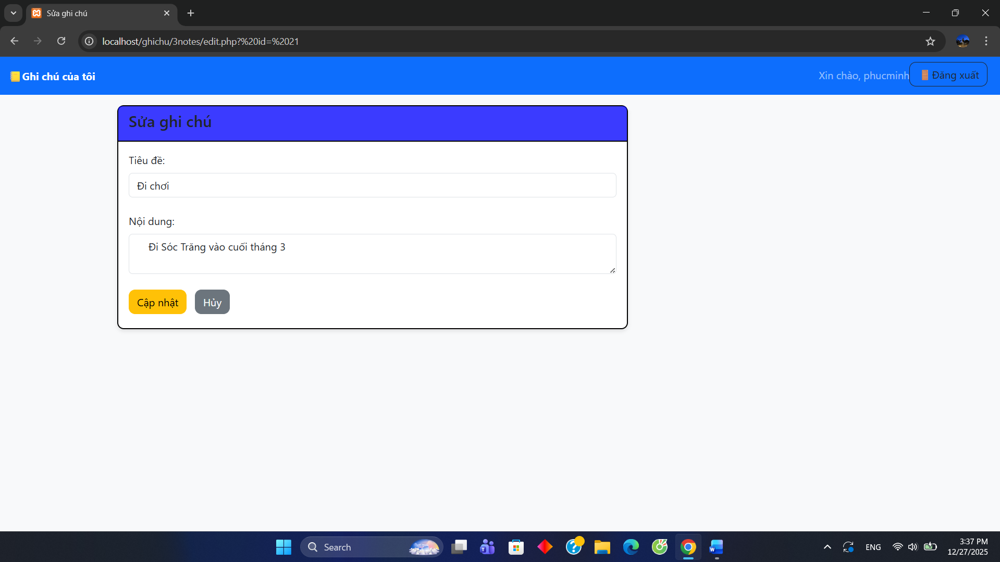 Sửa ghi chú
localhost/ghichu/3notes/edit.php?%20id=%2021
Ghi chú của tôi
Xin chào, phucminh
Đăng xuất
Sửa ghi chú
Tiêu đề:
Đi chơi
Nội dung:
Đi Sóc Trăng vào cuối tháng 3
Cập nhật
Hủy
Search
ENG
3:37 PM
12/27/2025